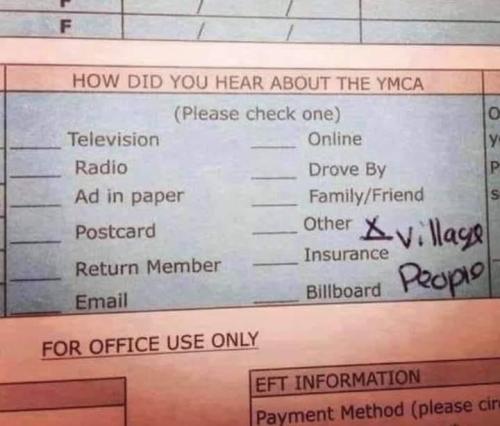 F / /
F / /
HOW DID YOU HEAR ABOUT THE YMCA
(Please check one)
Television Online
Radio Drove By
Ad in paper Family/Friend
Postcard Other X Village
Return Member Insurance People
Email Billboard
FOR OFFICE USE ONLY
EFT INFORMATION
Payment Method (please cir